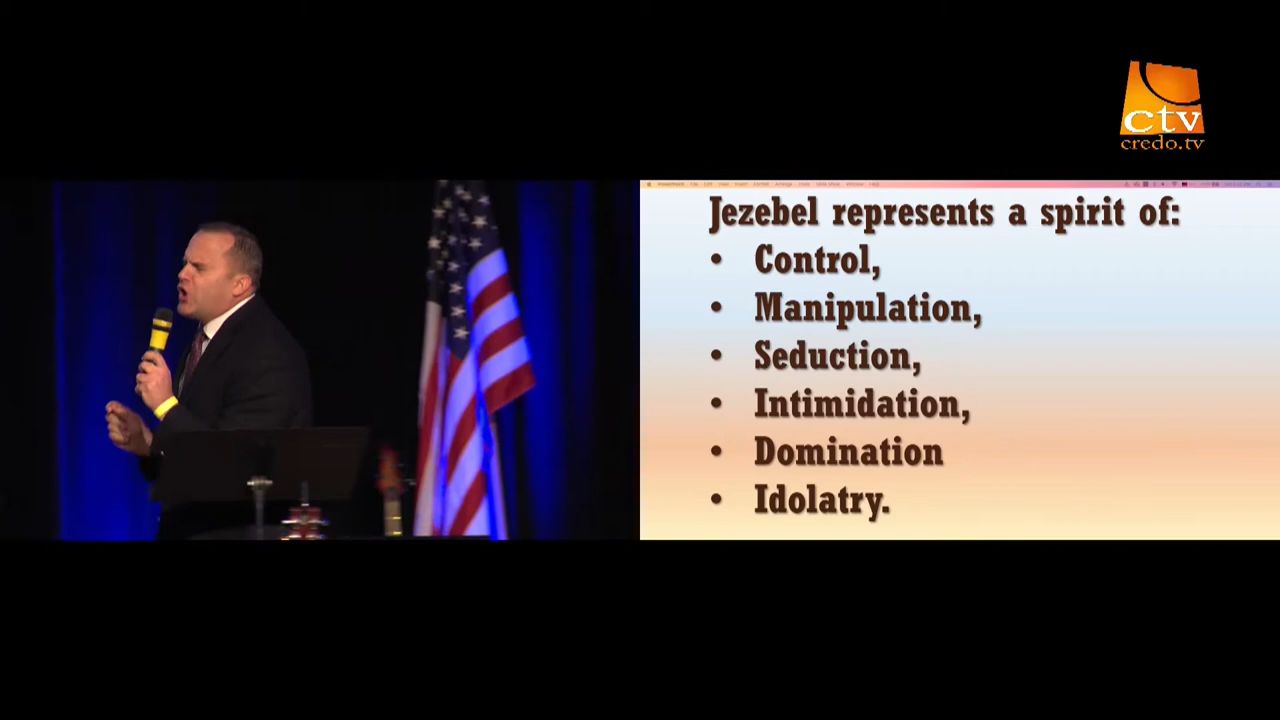 ctv
credo.tv
Jezebel represents a spirit of:
• Control,
• Manipulation,
• Seduction,
• Intimidation,
• Domination
• Idolatry.